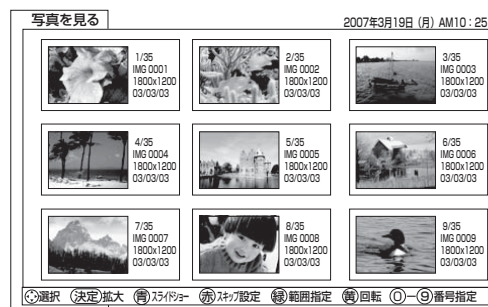 写真を見る
2007年3月19日 (月) AM10:25
1/35
IMG 0001
1800x1200
03/03/03
2/35
IMG 0002
1800x1200
03/03/03
3/35
IMG 0003
1800x1200
03/03/03
4/35
IMG 0004
1800x1200
03/03/03
5/35
IMG 0005
1800x1200
03/03/03
6/35
IMG 0006
1800x1200
03/03/03
7/35
IMG 0007
1800x1200
03/03/03
8/35
IMG 0008
1800x1200
03/03/03
9/35
IMG 0009
1800x1200
03/03/03
選択 決定 拡大 青 スライドショー 赤 スキップ設定 緑 範囲指定 黄 回転 0-9 番号指定